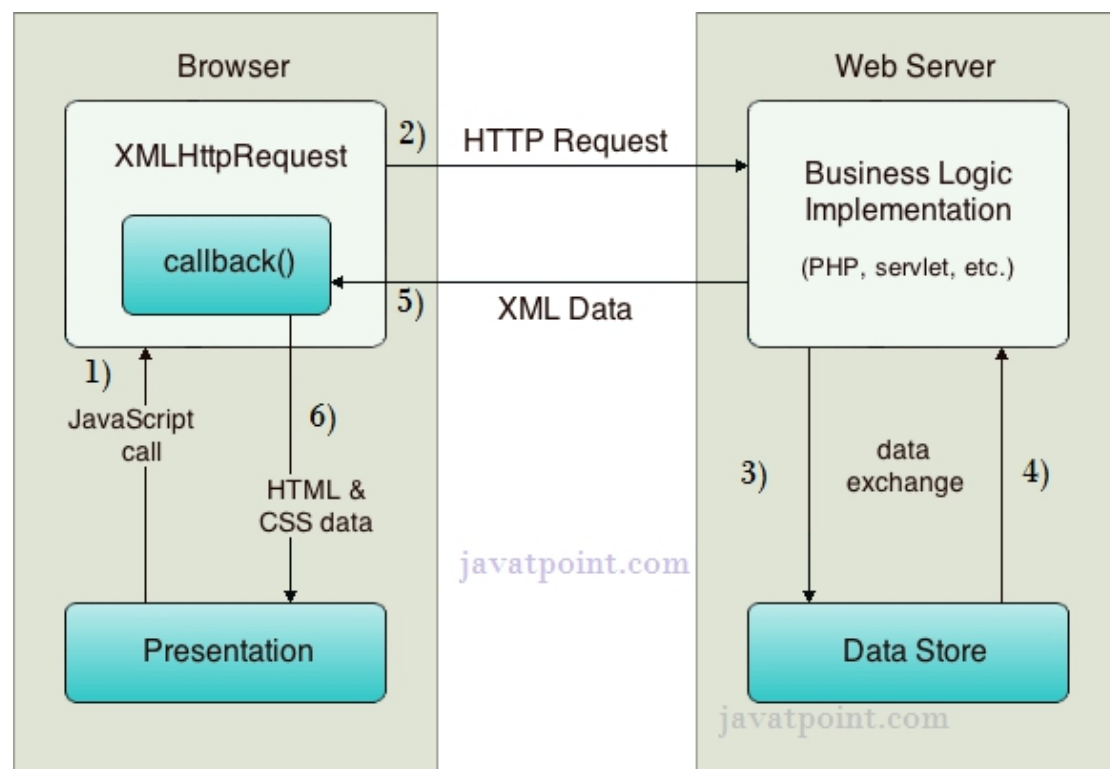 Browser
Web Server
XMLHttpRequest
callback()
2)
HTTP Request
Business Logic
Implementation
(PHP, servlet, etc.)
5)
XML Data
1)
JavaScript
call
6)
HTML &
CSS data
3)
data
exchange
4)
javatpoint.com
Presentation
Data Store
javatpoint.com